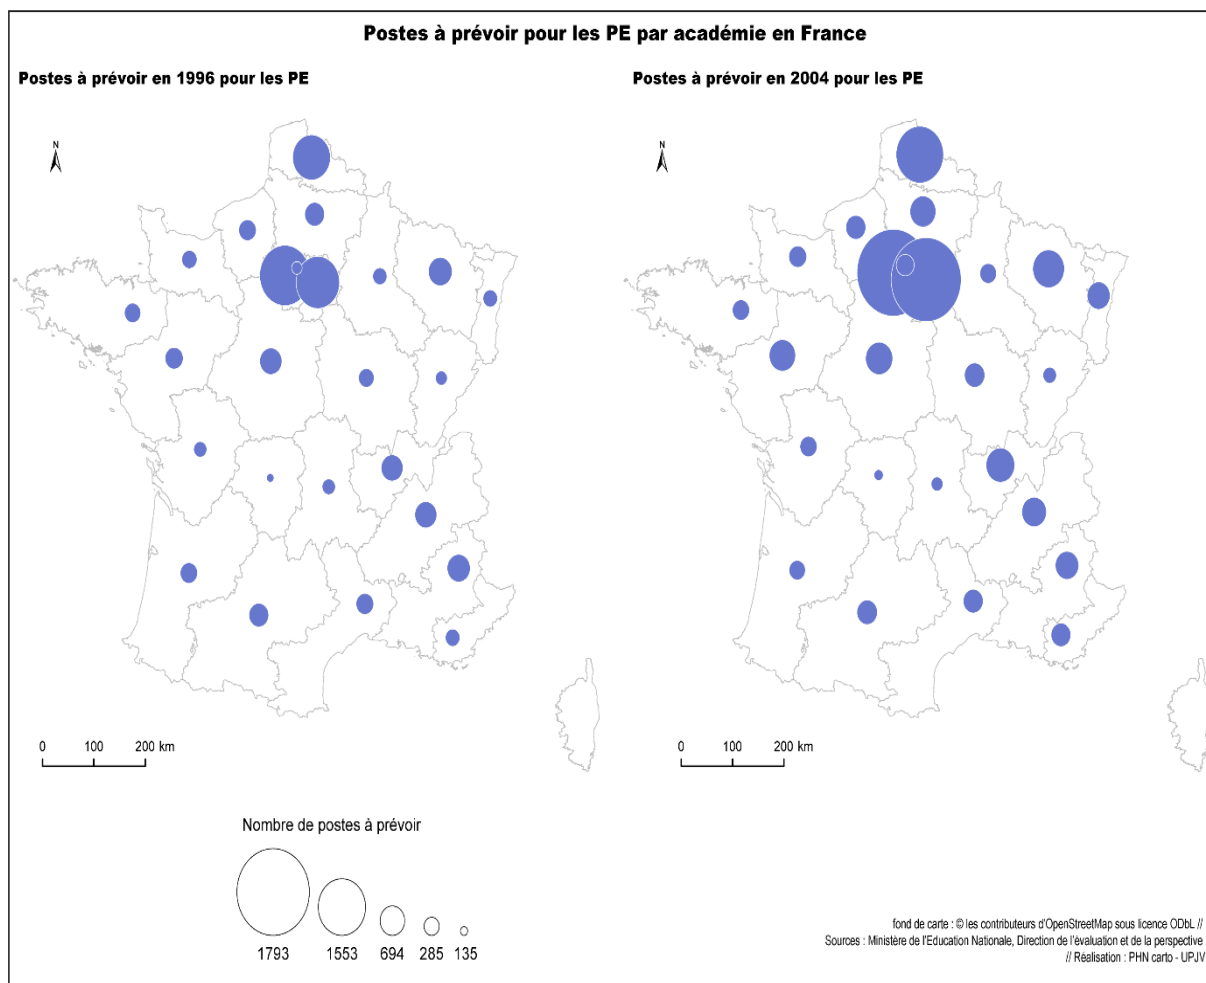 Postes à prévoir pour les PE par académie en France
Postes à prévoir en 1996 pour les PE
Postes à prévoir en 2004 pour les PE
N
N
0 100 200 km
0 100 200 km
Nombre de postes à prévoir
1793 1553 694 285 135
fond de carte : © les contributeurs d'OpenStreetMap sous licence ODbL //
Sources : Ministère de l'Education Nationale, Direction de l'évaluation et de la perspective
// Réalisation : PHN carto - UPJV